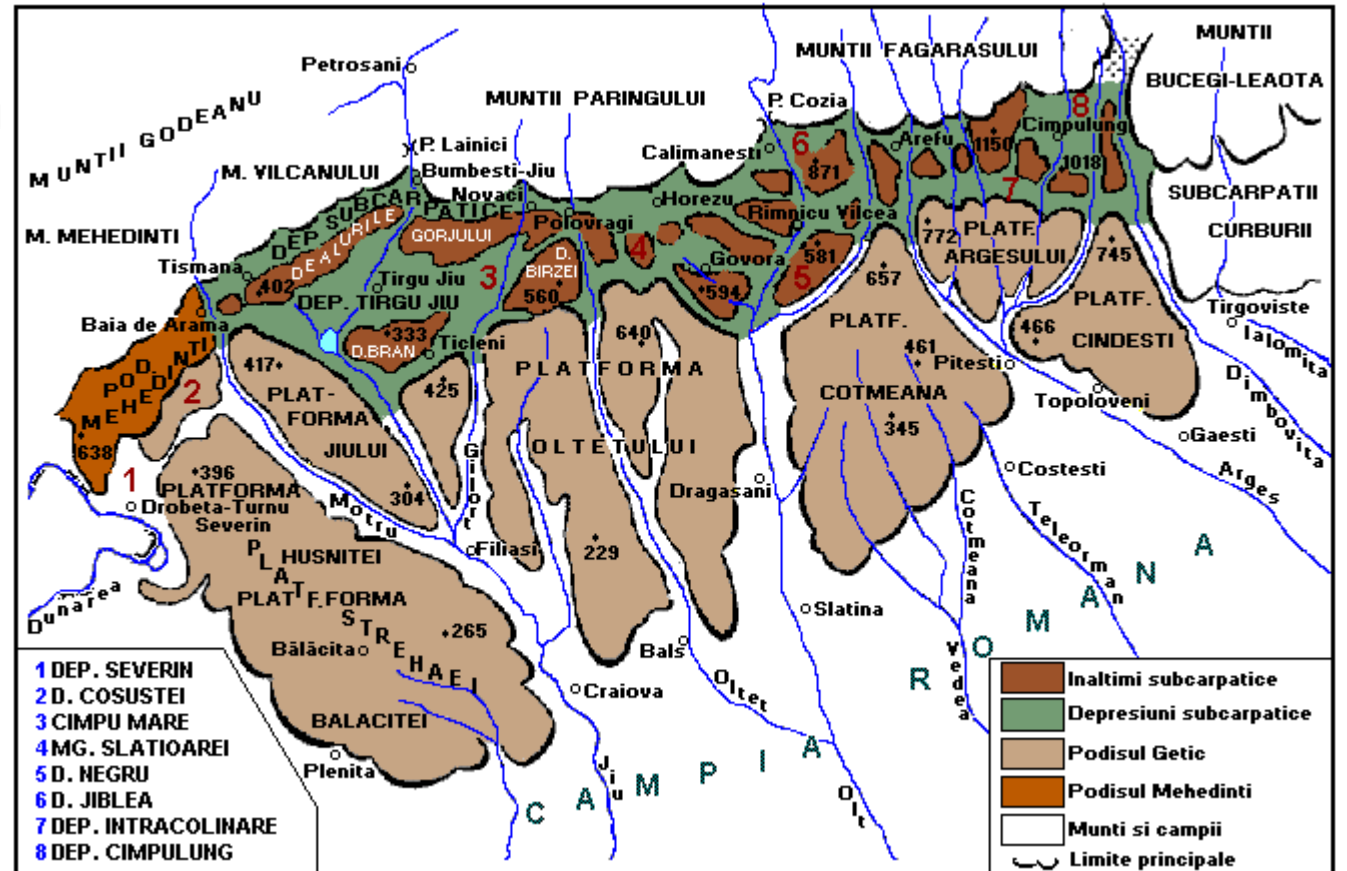 MUNTII
MUNTII FAGARASULUI
BUCEGI-LEAOTA
Petrosani
MUNTII PARINGULUI
P. Cozia
MUNTII GODEANU
8
Cimpulung
6
Arefu
1150
P. Lainici
Calimanesti
871
1018
M. VILCANULUI
Bumbesti-Jiu
7
SUBCARPATII
CURBURII
DEP SUBCARPATICE
Novaci
Horezu
Polovragi
Rimnicu Vilcea
DEALURILE
GORJULUI
M. MEHEDINTI
772
PLATF.
ARGESULUI
745
Tismana
4
581
Govora
657
3
D.
BIRZEI
402
Tirgu Jiu
5
594
DEP. TIRGU JIU
560
PLATF.
CINDESTI
Tirgoviste
Baia de Arama
333
D.BRAN
Ticleni
640
PLATF.
466
Ialomita
POD. MEHEDINTI
417
461
Pitesti
PLATFORMA
2
425
PLAT-
FORMA
JIULUI
COTMEANA
Topoloveni
Dimbovita
345
638
OLTETULUI
Gaesti
1
396
PLATFORMA
HUSNITEI
Costesti
Dragasani
Arges
304
Gilort
Motru
Drobeta-Turnu
Severin
Cotmeana
Teleorman
Filiasi
229
PLATF.
PLATFORMA
BALACITEI
STREHAEI
Dunarea
Slatina
265
Bălăcita
Bals
Vedea
Oltet
Craiova
Plenita
Jiu
Olt
CAMPIA ROMANA
1 DEP. SEVERIN
2 D. COSUSTEI
3 CIMPU MARE
4 MG. SLATIOAREI
5 D. NEGRU
6 D. JIBLEA
7 DEP. INTRACOLINARE
8 DEP. CIMPULUNG
Inaltimi subcarpatice
Depresiuni subcarpatice
Podisul Getic
Podisul Mehedinti
Munti si campii
Limite principale